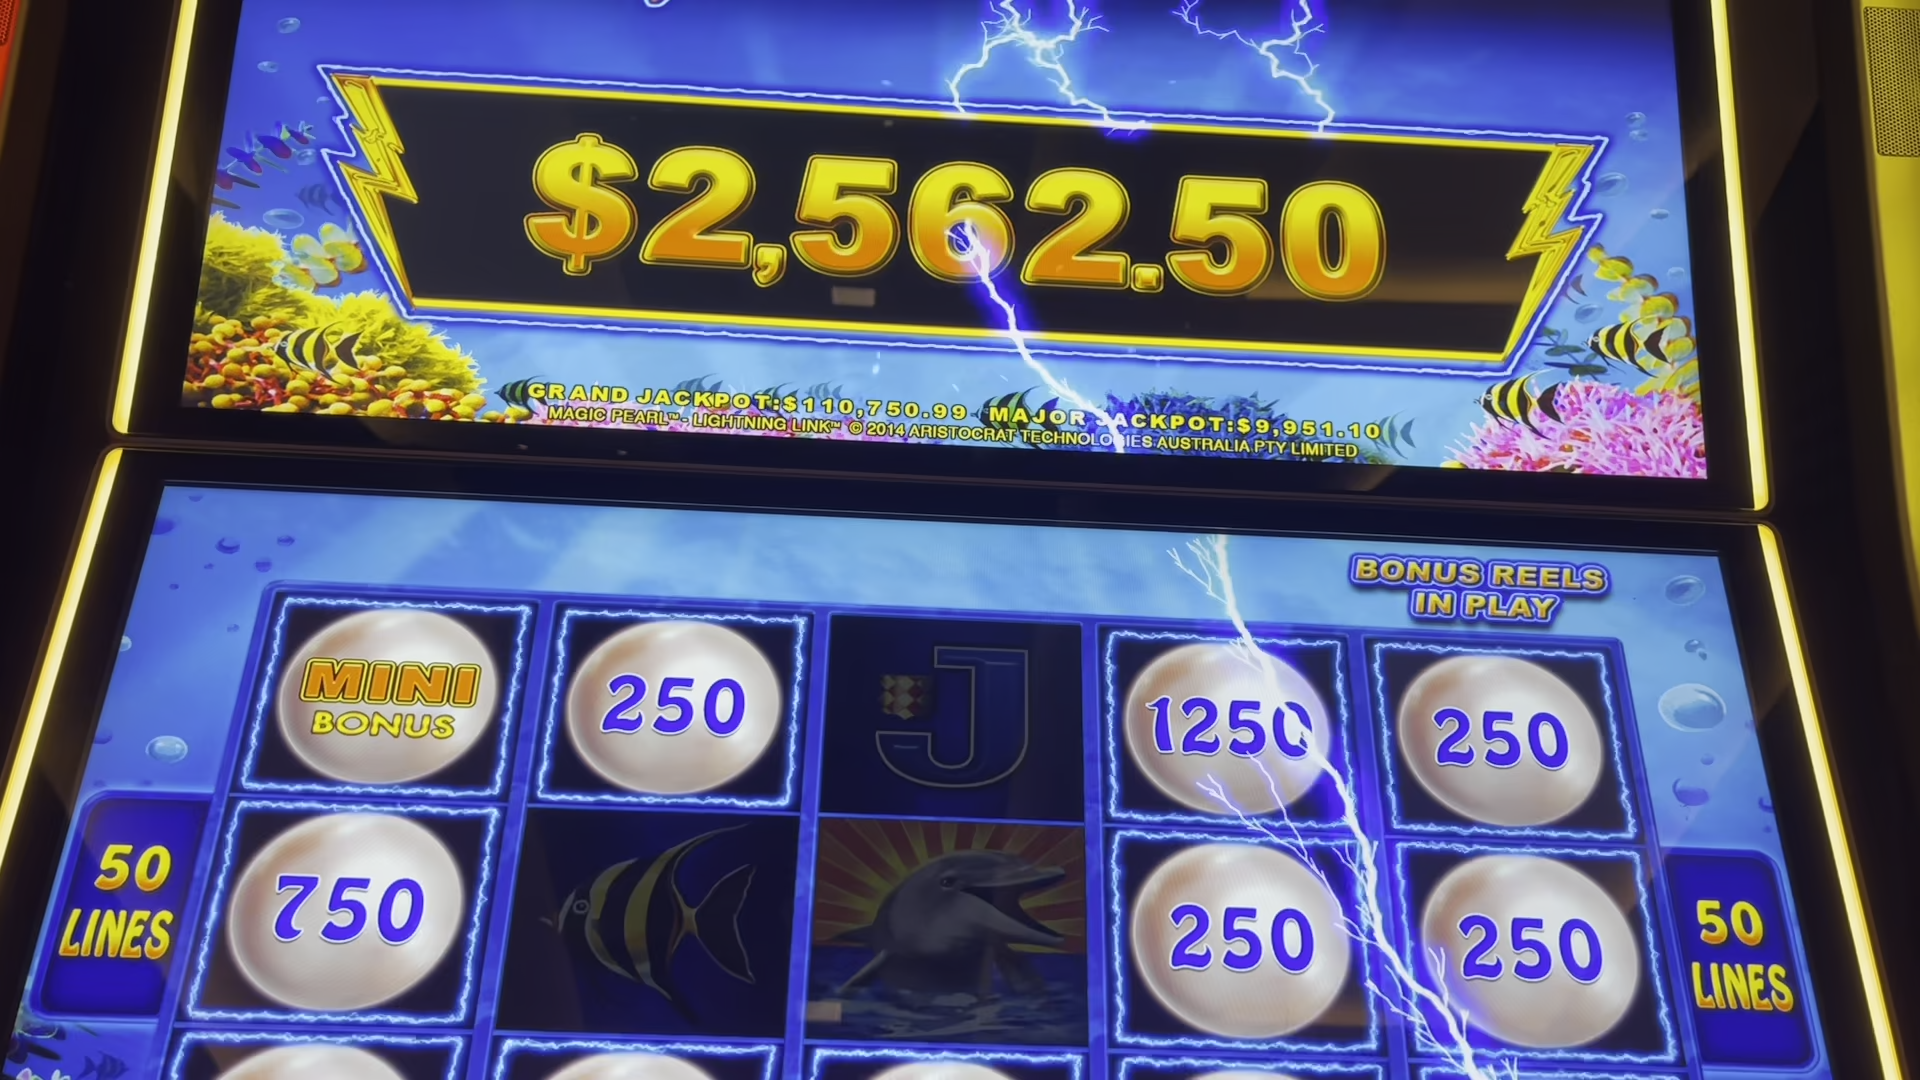 $2,562.50
GRAND JACKPOT:$110,750.99 MAJOR JACKPOT:$9,951.10
MAGIC PEARL™ - LIGHTNING LINK™ © 2014 ARISTOCRAT TECHNOLOGIES AUSTRALIA PTY LIMITED
BONUS REELS
IN PLAY
MINI
BONUS
250
J
1250
250
750
250
250
50
LINES
50
LINES